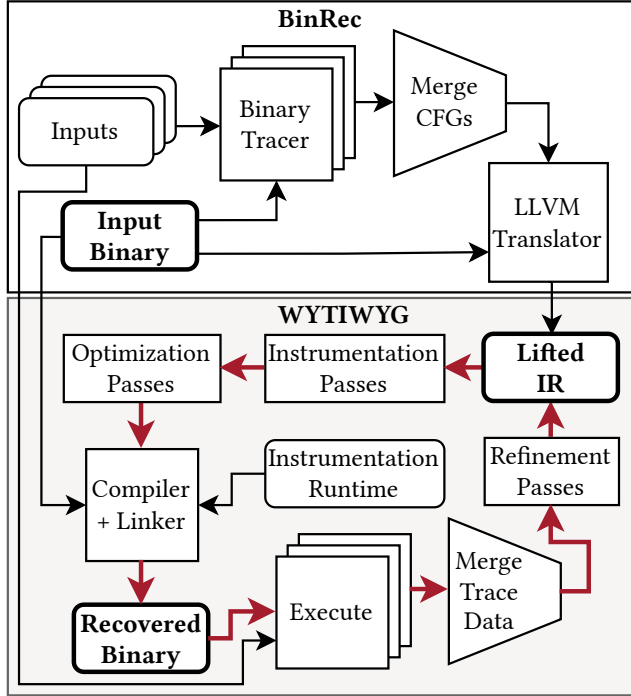 BinRec
Inputs
Binary
Tracer
Merge
CFGs
Input
Binary
LLVM
Translator
WYTIWYG
Optimization
Passes
Instrumentation
Passes
Lifted
IR
Compiler
+ Linker
Instrumentation
Runtime
Refinement
Passes
Recovered
Binary
Execute
Merge
Trace
Data